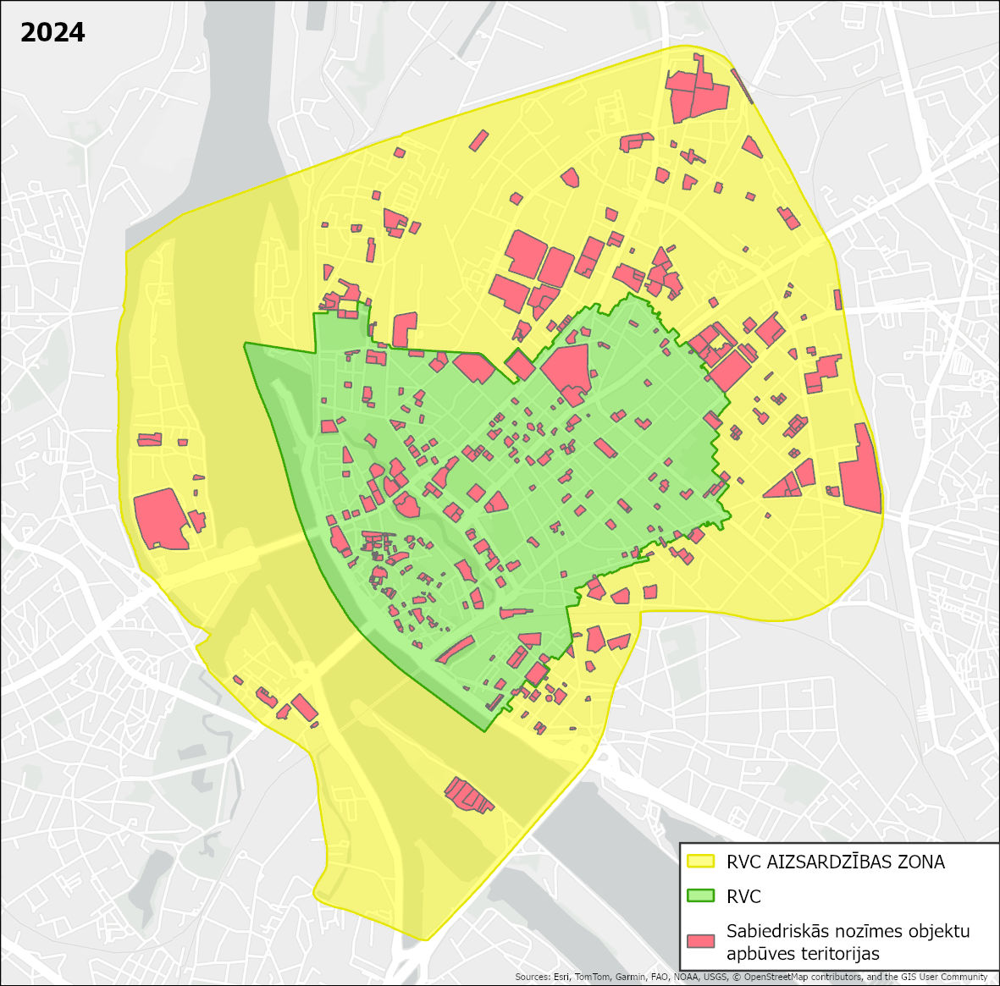 2024
RVC AIZSARDZĪBAS ZONA
RVC
Sabiedriskās nozīmes objektu
apbūves teritorijas
Sources: Esri, TomTom, Garmin, FAO, NOAA, USGS, © OpenStreetMap contributors, and the GIS User Community